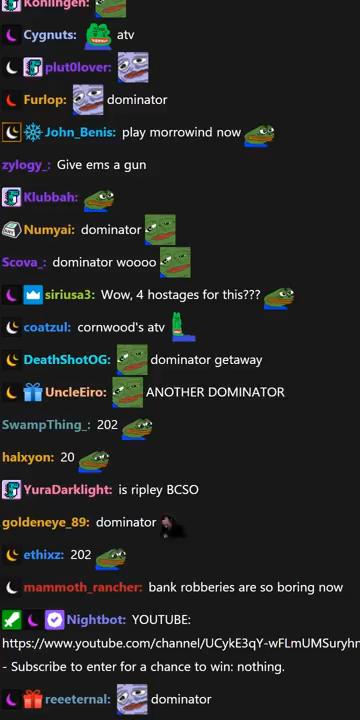 Kohlingen:
Cygnuts: atv
plut0lover:
Furlop: dominator
John_Benis: play morrowind now
zylogy_: Give ems a gun
Klubbah:
Numyai: dominator
Scova_: dominator woooo
siriusa3: Wow, 4 hostages for this???
coatzul: cornwood's atv
DeathShotOG: dominator getaway
UncleEiro: ANOTHER DOMINATOR
SwampThing_: 202
halxyon: 20
YuraDarklight: is ripley BCSO
goldeneye_89: dominator
ethixz: 202
mammoth_rancher: bank robberies are so boring now
Nightbot: YOUTUBE:
https://www.youtube.com/channel/UCykE3qY-wFLmUMSuryhr
- Subscribe to enter for a chance to win: nothing.
reeeternal: dominator